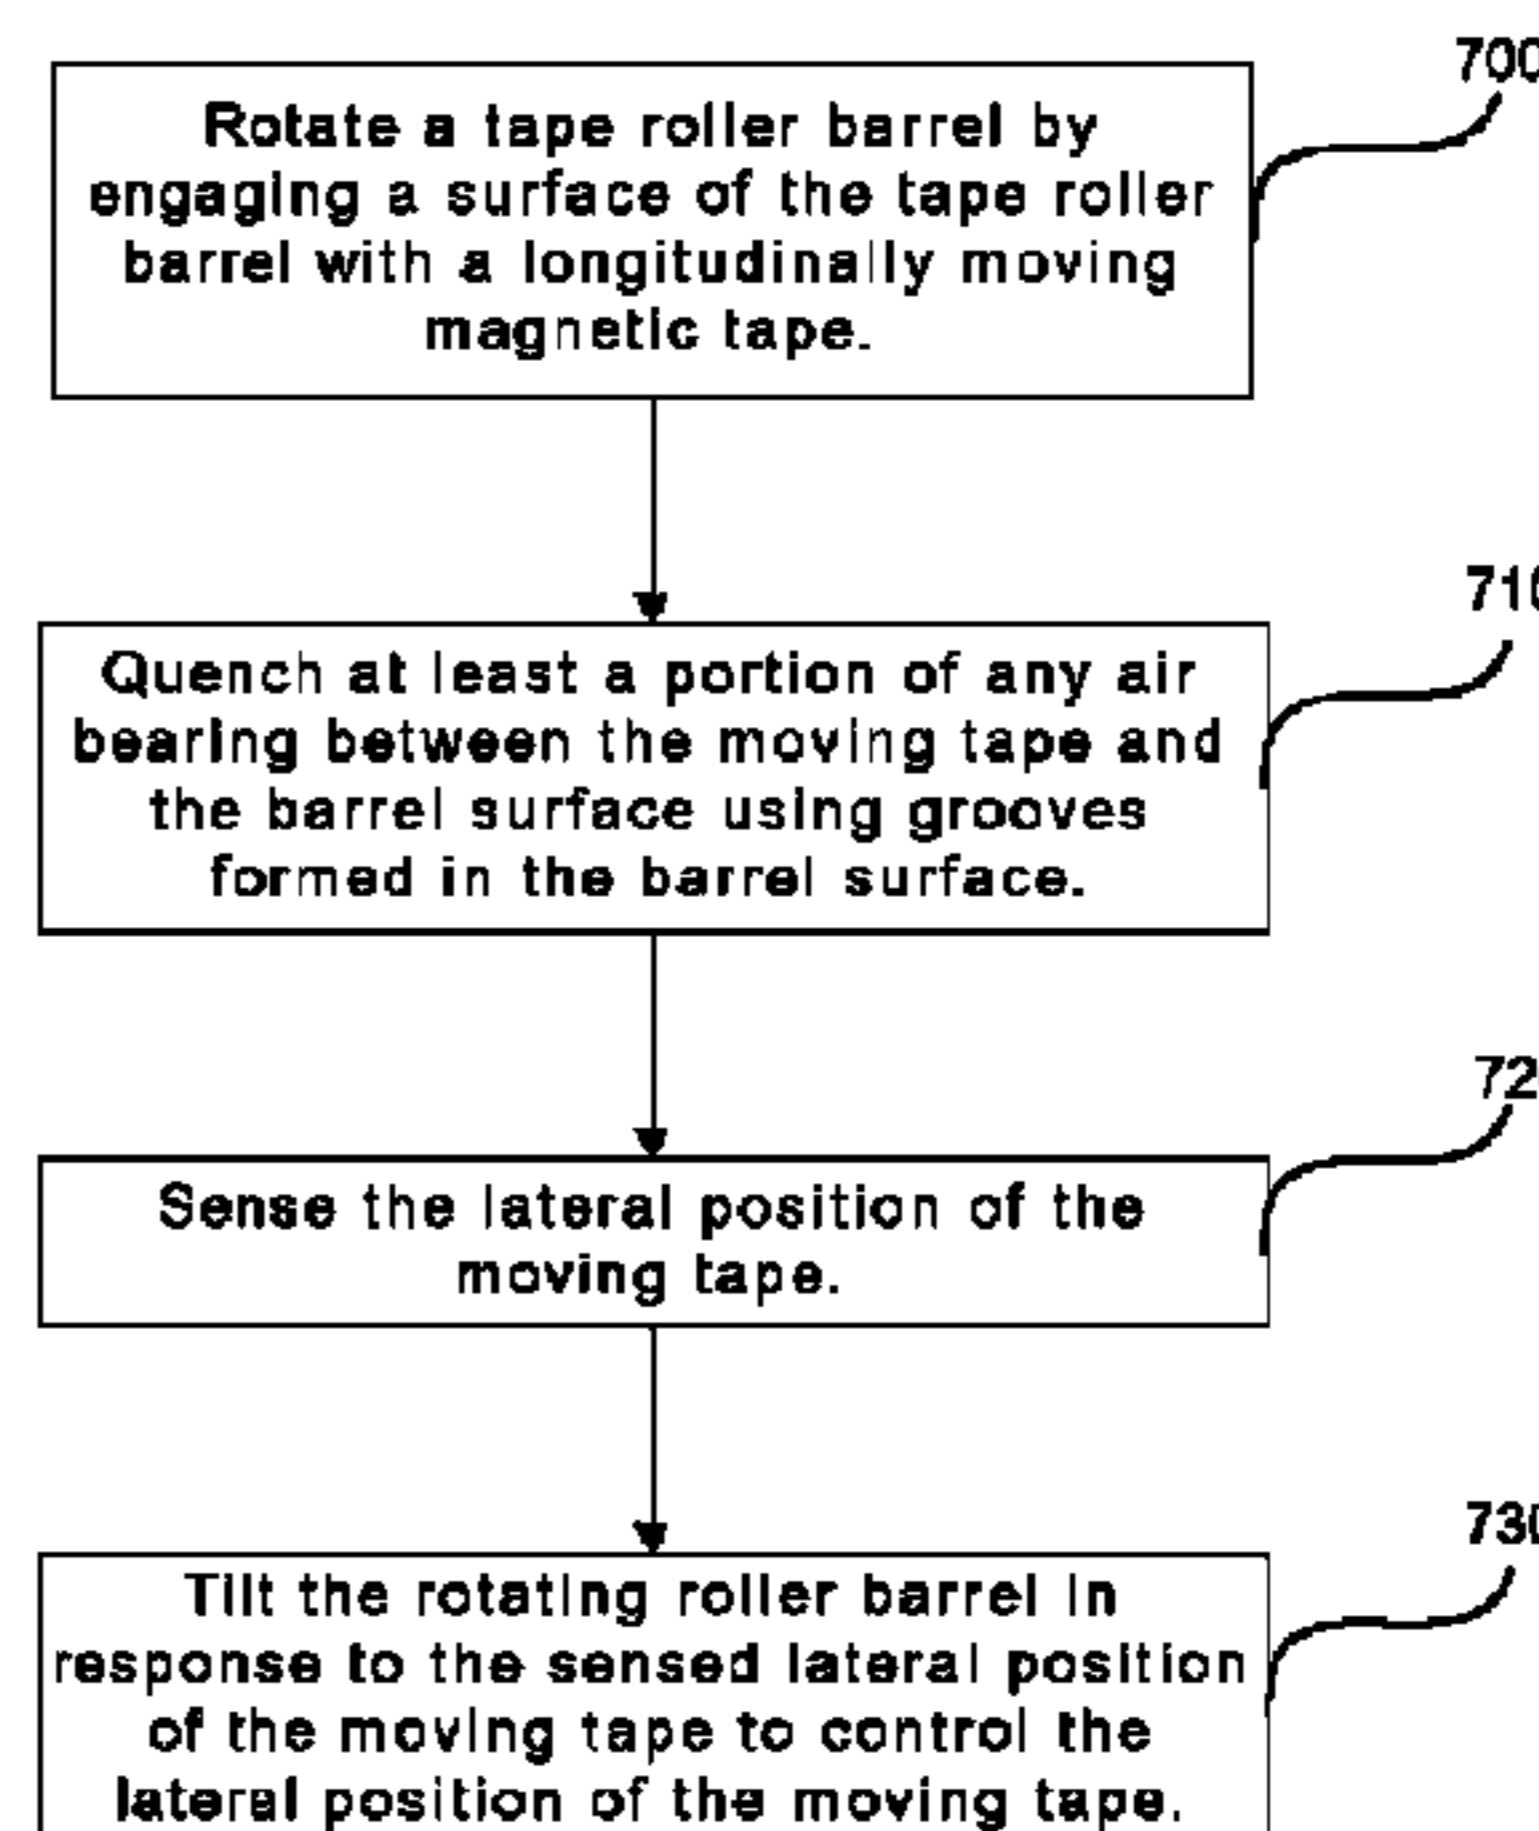 700
Rotate a tape roller barrel by
engaging a surface of the tape roller
barrel with a longitudinally moving
magnetic tape.
710
Quench at least a portion of any air
bearing between the moving tape and
the barrel surface using grooves
formed in the barrel surface.
72
Sense the lateral position of the
moving tape.
730
Tilt the rotating roller barrel in
response to the sensed lateral position
of the moving tape to control the
lateral position of the moving tape.